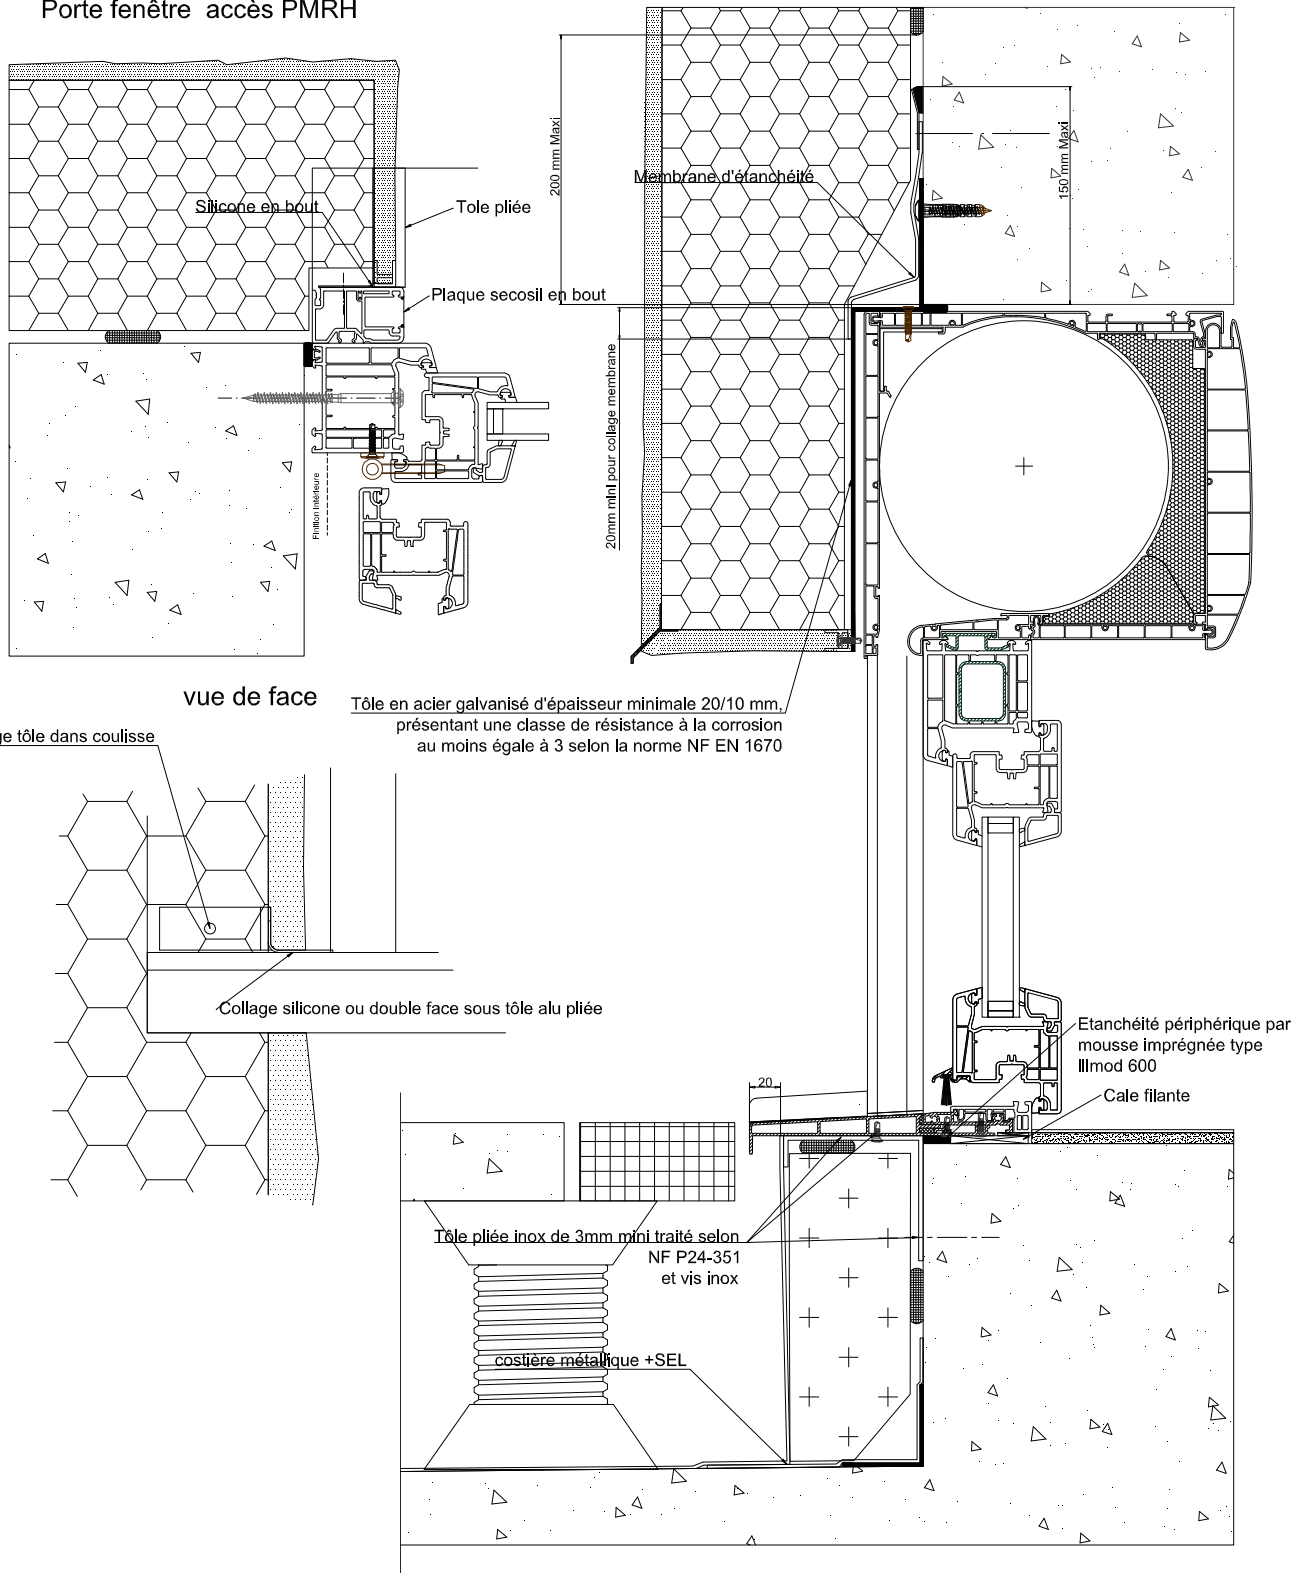 Porte fenêtre accès PMRH
Silicone en bout
Tole pliée
Plaque secosil en bout
Finition intérieure
200 mm Maxi
Membrane d'étanchéité
150 mm Maxi
20mm mini pour collage membrane
vue de face
Tôle en acier galvanisé d'épaisseur minimale 20/10 mm,
présentant une classe de résistance à la corrosion
au moins égale à 3 selon la norme NF EN 1670
tôle dans coulisse
Collage silicone ou double face sous tôle alu pliée
Etanchéité périphérique par
mousse imprégnée type
Illmod 600
Cale filante
20
Tôle pliée inox de 3mm mini traité selon
NF P24-351
et vis inox
costière métallique +SEL